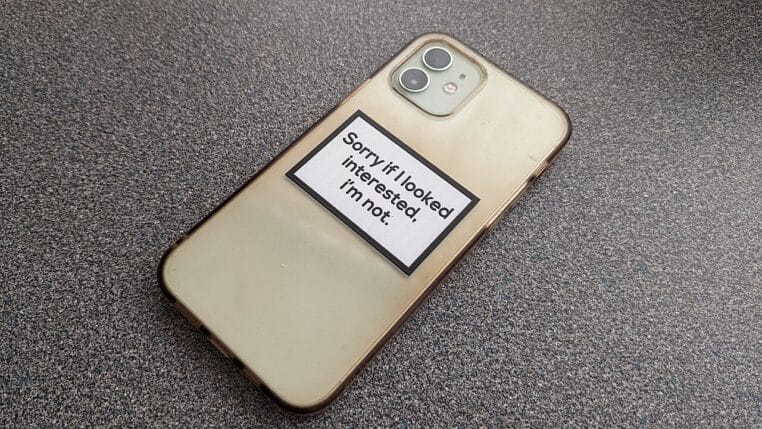 Sorry if I looked
interested,
i'm not.